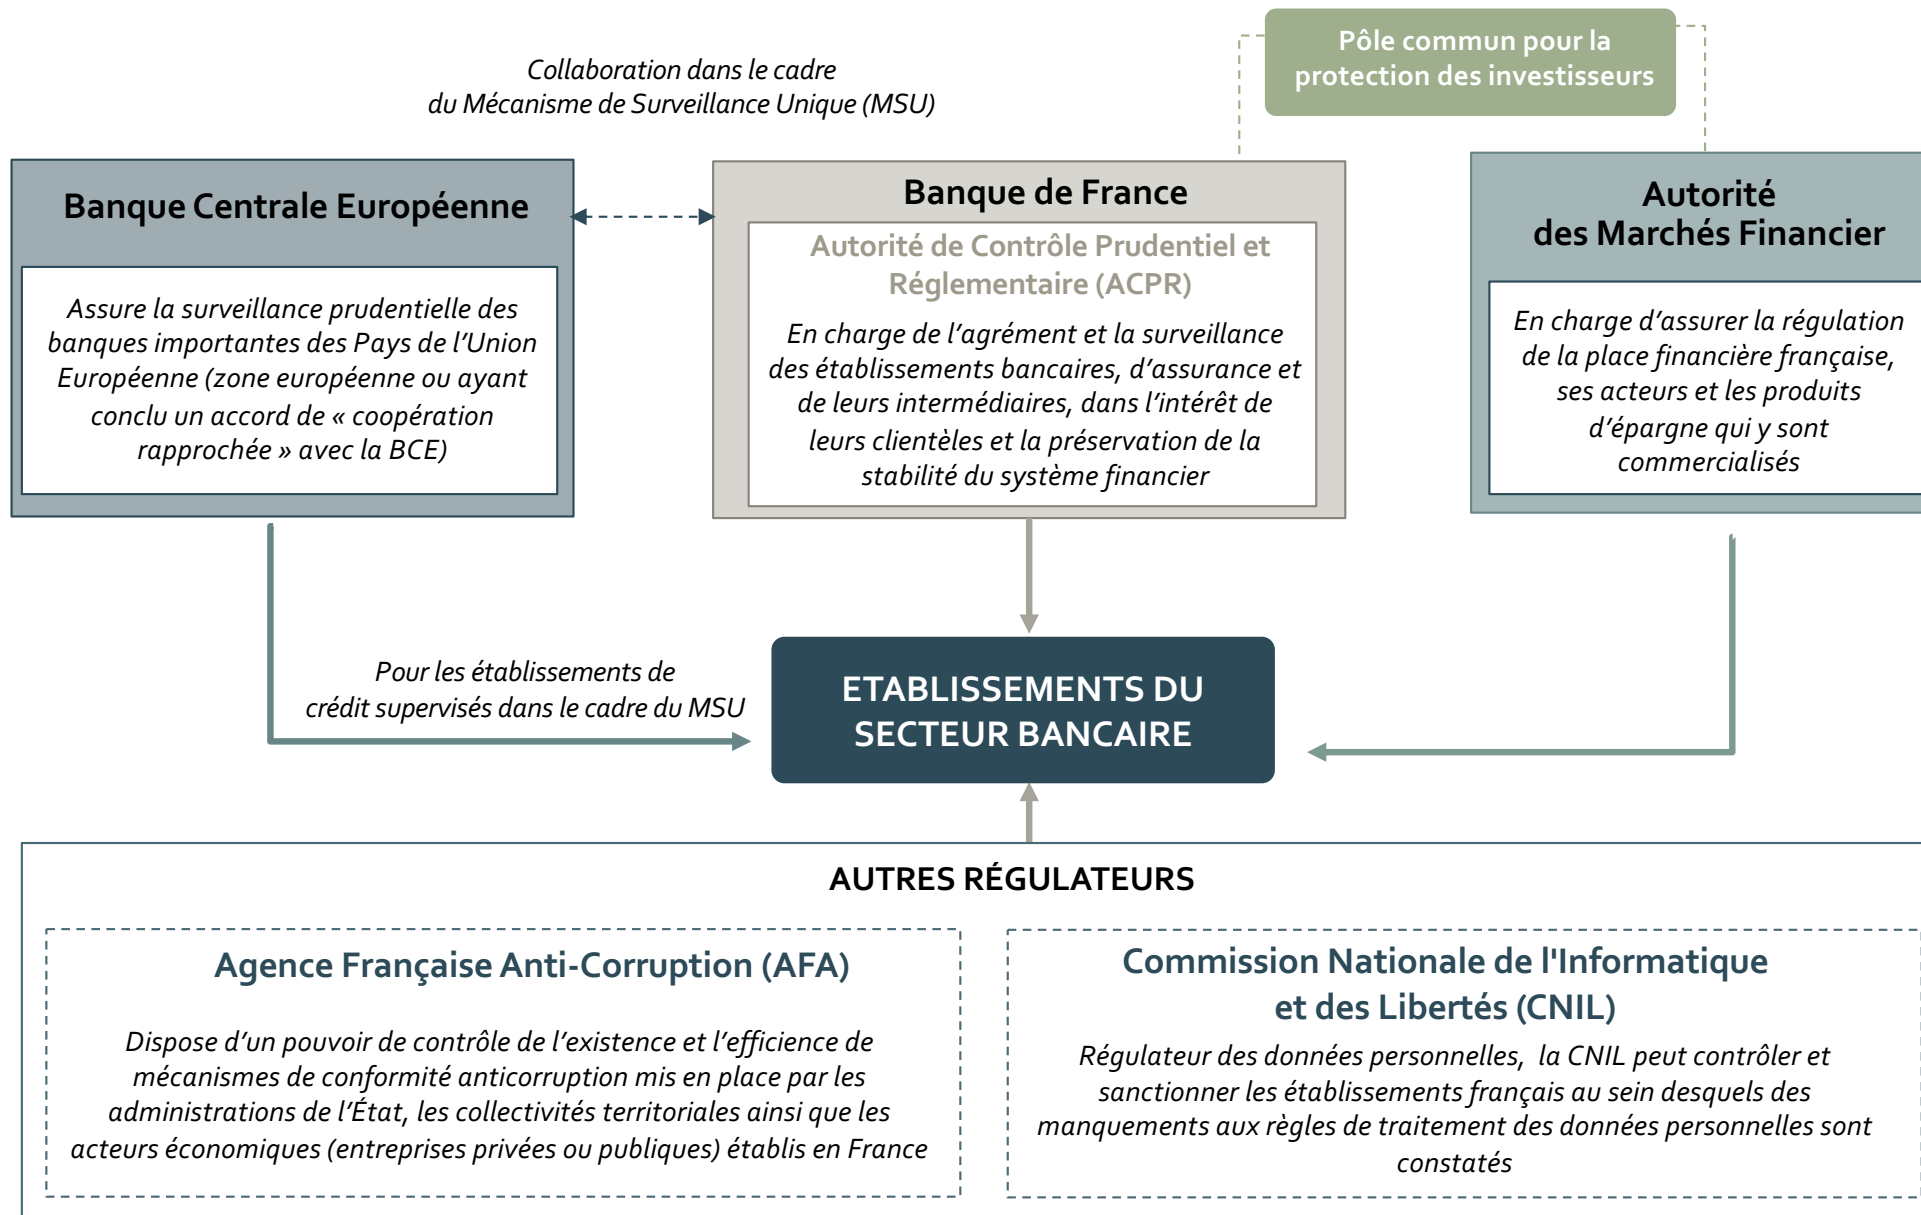 Pôle commun pour la
protection des investisseurs
Collaboration dans le cadre
du Mécanisme de Surveillance Unique (MSU)
Banque Centrale Européenne
Assure la surveillance prudentielle des
banques importantes des Pays de l'Union
Européenne (zone européenne ou ayant
conclu un accord de « coopération
rapprochée » avec la BCE)
Banque de France
Autorité de Contrôle Prudentiel et
Réglementaire (ACPR)
En charge de l'agrément et la surveillance
des établissements bancaires, d'assurance et
de leurs intermédiaires, dans l'intérêt de
leurs clientèles et la préservation de la
stabilité du système financier
Autorité
des Marchés Financier
En charge d'assurer la régulation
de la place financière française,
ses acteurs et les produits
d'épargne qui y sont
commercialisés
Pour les établissements de
crédit supervisés dans le cadre du MSU
ETABLISSEMENTS DU
SECTEUR BANCAIRE
AUTRES RÉGULATEURS
Agence Française Anti-Corruption (AFA)
Dispose d'un pouvoir de contrôle de l'existence et l'efficience de
mécanismes de conformité anticorruption mis en place par les
administrations de l'État, les collectivités territoriales ainsi que les
acteurs économiques (entreprises privées ou publiques) établis en France
Commission Nationale de l'Informatique
et des Libertés (CNIL)
Régulateur des données personnelles, la CNIL peut contrôler et
sanctionner les établissements français au sein desquels des
manquements aux règles de traitement des données personnelles sont
constatés